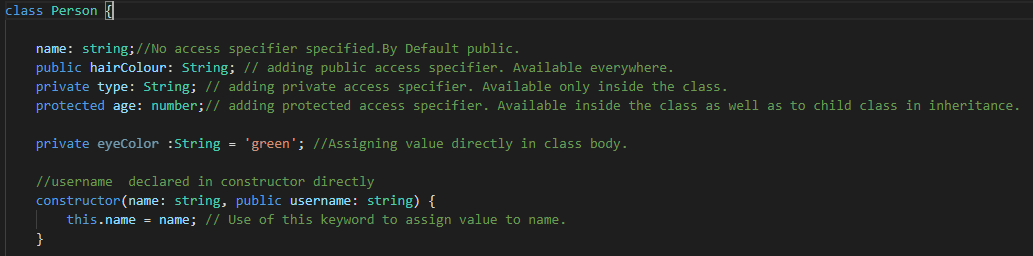 class Person {
name: string;//No access specifier specified.By Default public.
public hairColour: String; // adding public access specifier. Available everywhere.
private type: String; // adding private access specifier. Available only inside the class.
protected age: number;// adding protected access specifier. Available inside the class as well as to child class in inheritance.
private eyeColor :String = 'green'; //Assigning value directly in class body.
//username  declared in constructor directly
constructor(name: string, public username: string) {
this.name = name; // Use of this keyword to assign value to name.
}